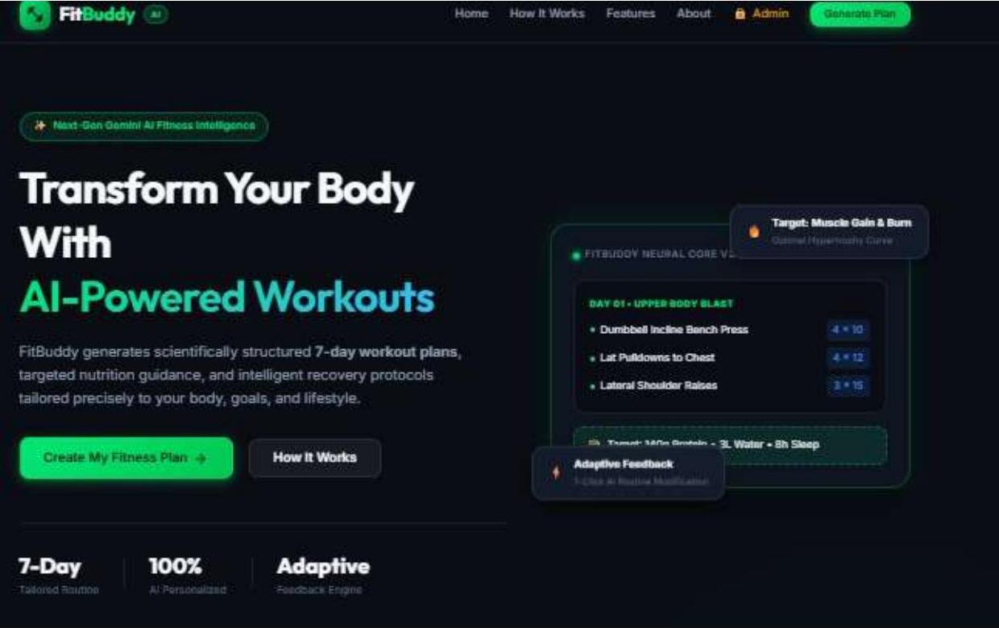 FitBuddy AI
Home How It Works Features About Admin Generate Plan
Next-Gen Gemini AI Fitness Intelligence
Transform Your Body
With
AI-Powered Workouts
FitBuddy generates scientifically structured 7-day workout plans,
targeted nutrition guidance, and intelligent recovery protocols
tailored precisely to your body, goals, and lifestyle.
Create My Fitness Plan →
How It Works
7-Day
Tailored Routine
100%
AI Personalized
Adaptive
Feedback Engine
Target: Muscle Gain & Burn
Optimal Hypertrophy Curve
FITBUDDY NEURAL CORE
DAY 01 • UPPER BODY BLAST
• Dumbbell Incline Bench Press 4 × 10
• Lat Pulldowns to Chest 4 × 12
• Lateral Shoulder Raises 3 × 15
Target: 140g Protein • 3L Water • 8h Sleep
Adaptive Feedback
1-Click AI Routine Modification